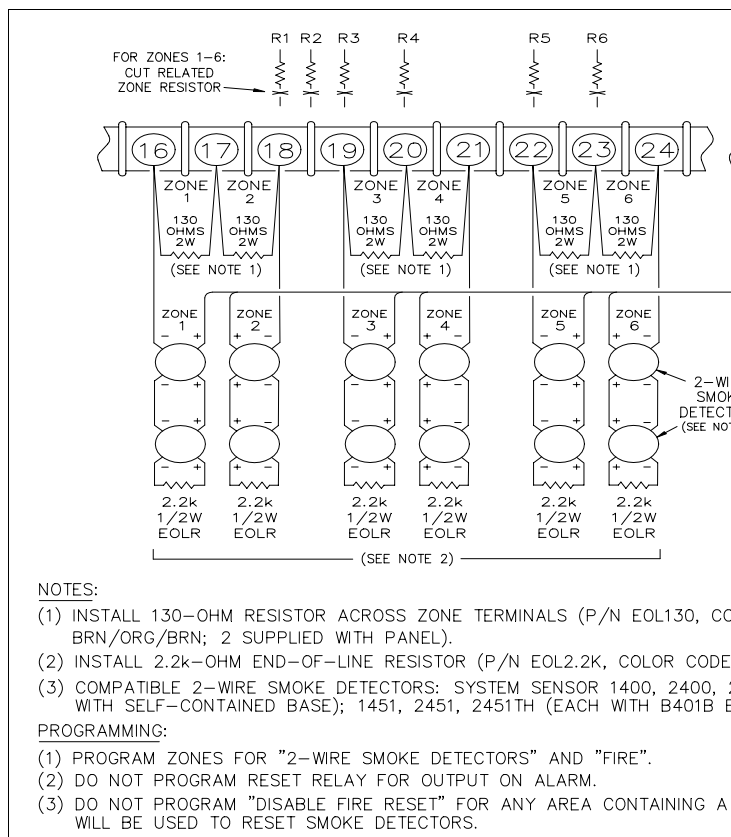 R1 R2 R3 R4 R5 R6
FOR ZONES 1-6:
CUT RELATED
ZONE RESISTOR
16 17 18 19 20 21 22 23 24
ZONE 1 ZONE 2 ZONE 3 ZONE 4 ZONE 5 ZONE 6
130 OHMS 2W 130 OHMS 2W 130 OHMS 2W 130 OHMS 2W 130 OHMS 2W 130 OHMS 2W
(SEE NOTE 1) (SEE NOTE 1) (SEE NOTE 1)
ZONE 1 ZONE 2 ZONE 3 ZONE 4 ZONE 5 ZONE 6
- + + - - + + - - + + -
- + + - - + + - - + + -
- + + - - + + - - + + -
- + + - - + + - - + + -
2-WI
SMOK
DETECT
(SEE NOT
2.2k 2.2k 2.2k 2.2k 2.2k 2.2k
1/2W 1/2W 1/2W 1/2W 1/2W 1/2W
EOLR EOLR EOLR EOLR EOLR EOLR
(SEE NOTE 2)
NOTES:
(1) INSTALL 130-OHM RESISTOR ACROSS ZONE TERMINALS (P/N EOL130, CO
BRN/ORG/BRN; 2 SUPPLIED WITH PANEL).
(2) INSTALL 2.2k-OHM END-OF-LINE RESISTOR (P/N EOL2.2K, COLOR CODE
(3) COMPATIBLE 2-WIRE SMOKE DETECTORS: SYSTEM SENSOR 1400, 2400, 2
WITH SELF-CONTAINED BASE); 1451, 2451, 2451TH (EACH WITH B401B B
PROGRAMMING:
(1) PROGRAM ZONES FOR "2-WIRE SMOKE DETECTORS" AND "FIRE".
(2) DO NOT PROGRAM RESET RELAY FOR OUTPUT ON ALARM.
(3) DO NOT PROGRAM "DISABLE FIRE RESET" FOR ANY AREA CONTAINING A
WILL BE USED TO RESET SMOKE DETECTORS.